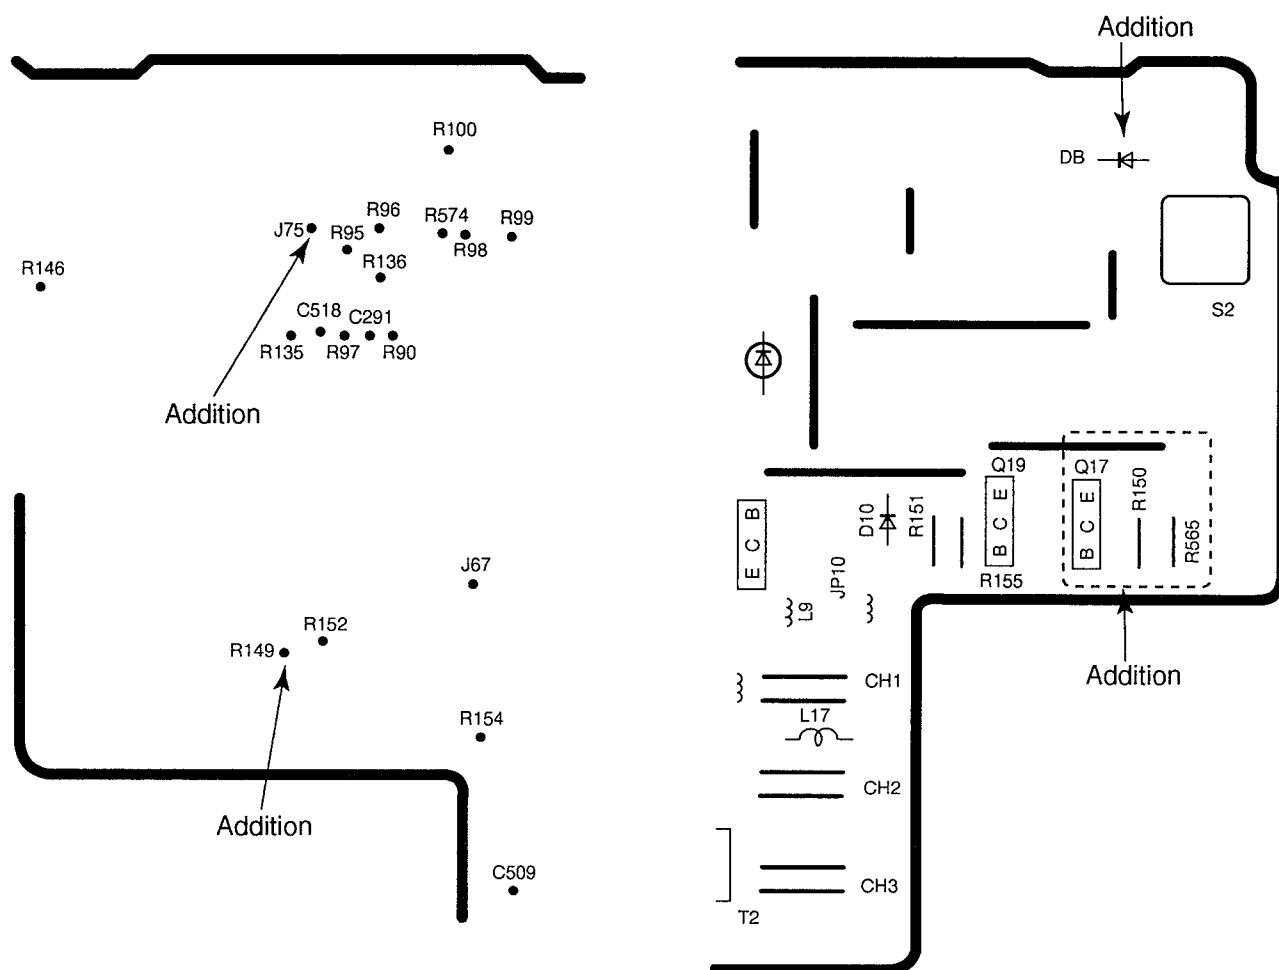 R100
R96
R574
R99
J75
R95
R98
R136
R146
C518
C291
R135
R97
R90
Addition
J67
R152
R149
R154
Addition
C509
Addition
DB
S2
Q19
Q17
R150
B C E
B C E
E C B
D10
R151
R565
R155
JP10
L9
Addition
CH1
L17
CH2
CH3
T2